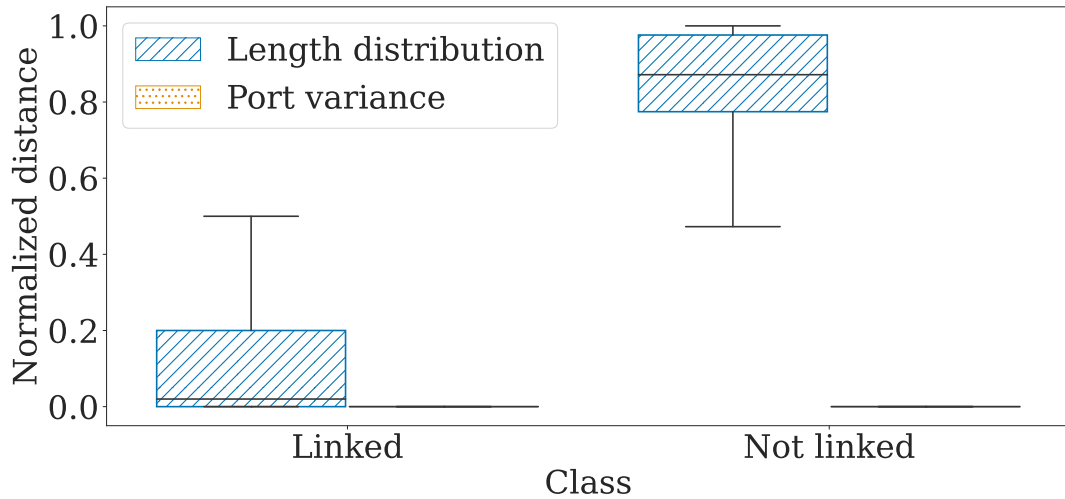 Normalized distance
1.0
0.8
0.6
0.4
0.2
0.0
Length distribution
Port variance
Linked
Not linked
Class